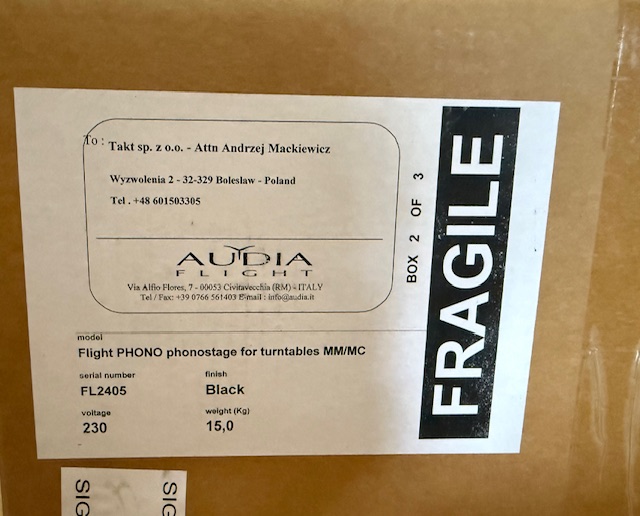 To : Takt sp. z o.o. - Attn Andrzej Mackiewicz
Wyzwolenia 2 - 32-329 Boleslaw - Poland
Tel . +48 601503305
AUDIA
FLIGHT
Via Alfio Flores, 7 - 00053 Civitavecchia (RM) - ITALY
Tel / Fax: +39 0766 561403 E-mail : info@audia.it
BOX 2 OF 3
FRAGILE
model
Flight PHONO phonostage for turntables MM/MC
serial number finish
FL2405 Black
voltage weight (Kg)
230 15,0
SIG
SIG